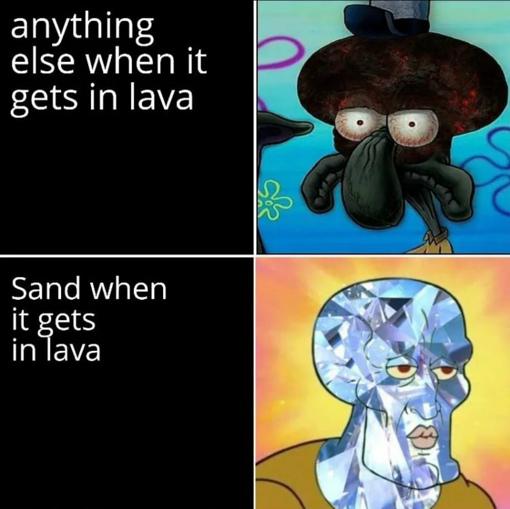 anything
else when it
gets in lava
Sand when
it gets
in lava